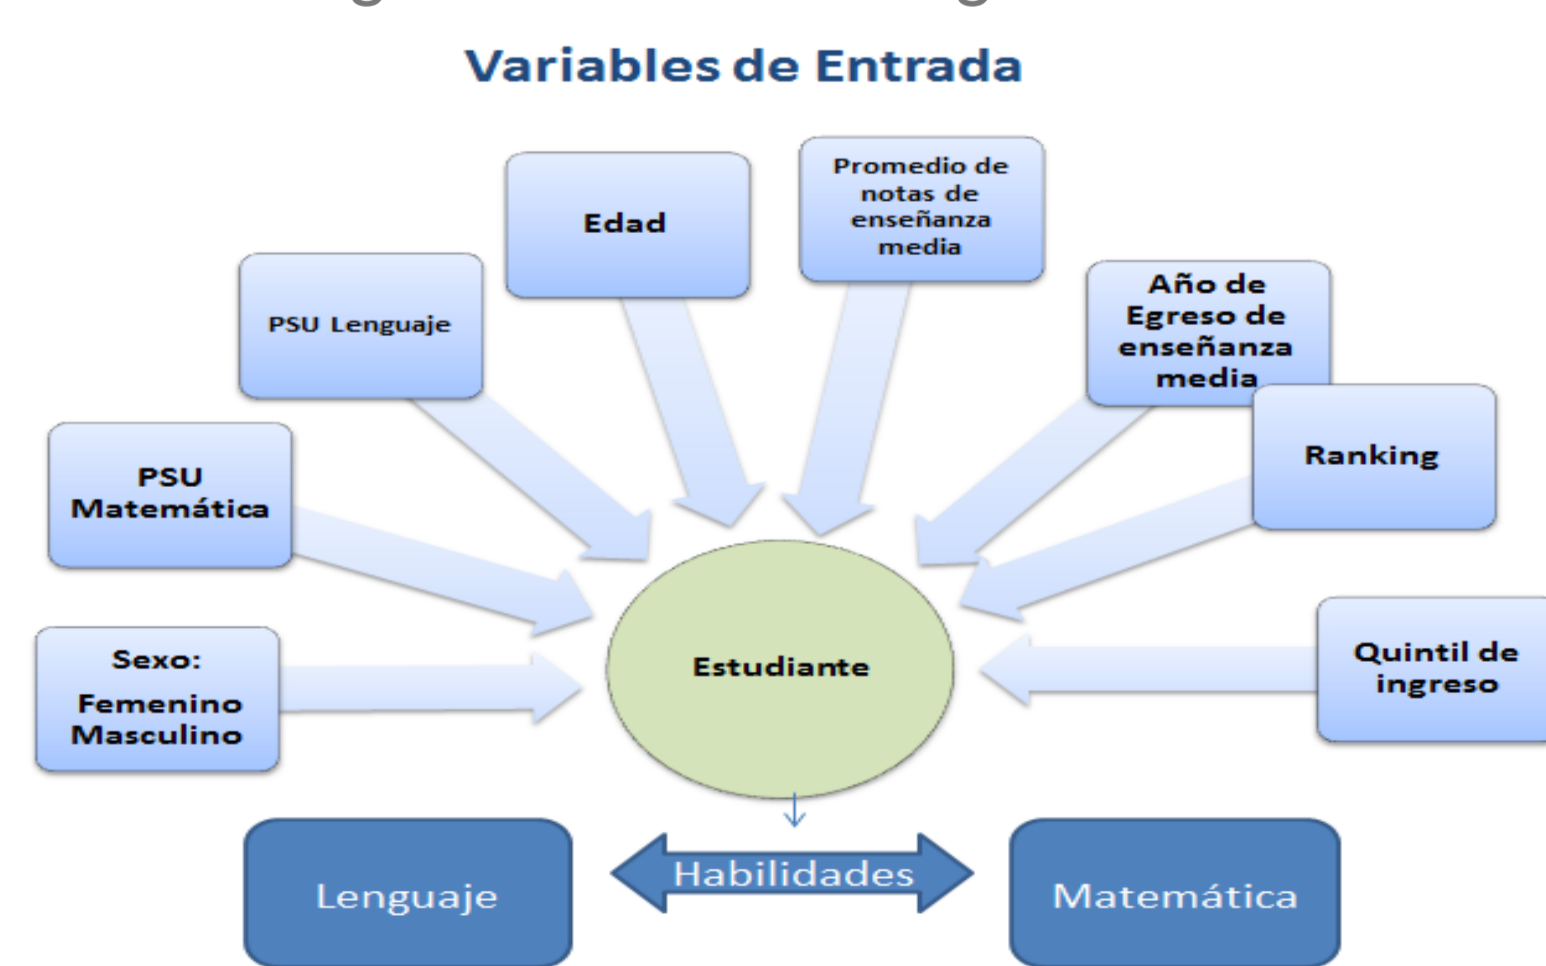 Variables de Entrada
Promedio de
notas de
enseñanza
media
Edad
Año de
Egreso de
enseñanza
media
PSU Lenguaje
Ranking
PSU
Matemática
Sexo:
Femenino
Masculino
Estudiante
Quintil de
ingreso
Lenguaje
Habilidades
Matemática